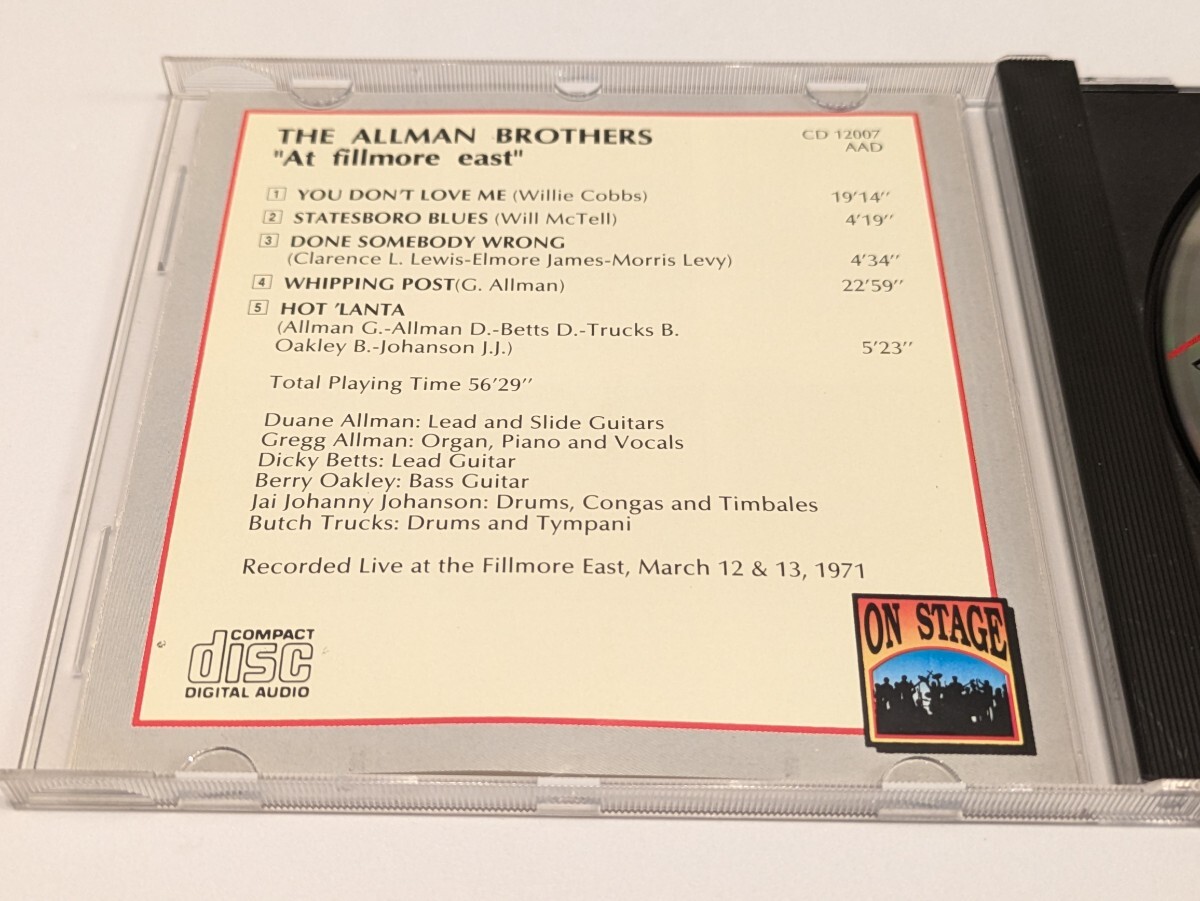 THE ALLMAN BROTHERS CD 12007
"At fillmore east" AAD
1 YOU DON'T LOVE ME (Willie Cobbs) 19'14''
2 STATESBORO BLUES (Will McTell) 4'19''
3 DONE SOMEBODY WRONG
(Clarence L. Lewis-Elmore James-Morris Levy) 4'34''
4 WHIPPING POST(G. Allman) 22'59''
5 HOT 'LANTA
(Allman G.-Allman D.-Betts D.-Trucks B.
Oakley B.-Johanson J.J.) 5'23''
Total Playing Time 56'29''
Duane Allman: Lead and Slide Guitars
Gregg Allman: Organ, Piano and Vocals
Dicky Betts: Lead Guitar
Berry Oakley: Bass Guitar
Jai Johanny Johanson: Drums, Congas and Timbales
Butch Trucks: Drums and Tympani
Recorded Live at the Fillmore East, March 12 & 13, 1971
COMPACT
disc
DIGITAL AUDIO
ON STAGE